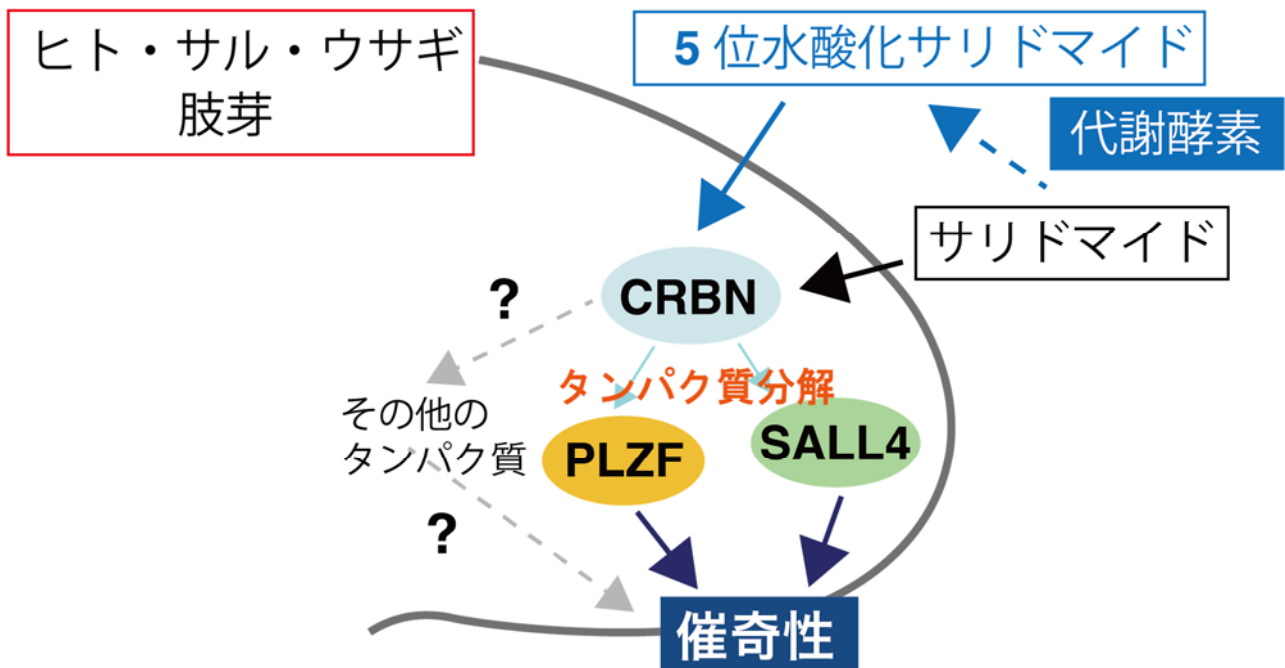 ヒト・サル・ウサギ
肢芽
5 位水酸化サリドマイド
代謝酵素
サリドマイド
CRBN
?
タンパク質分解
その他の
タンパク質
PLZF
SALL4
?
催奇性